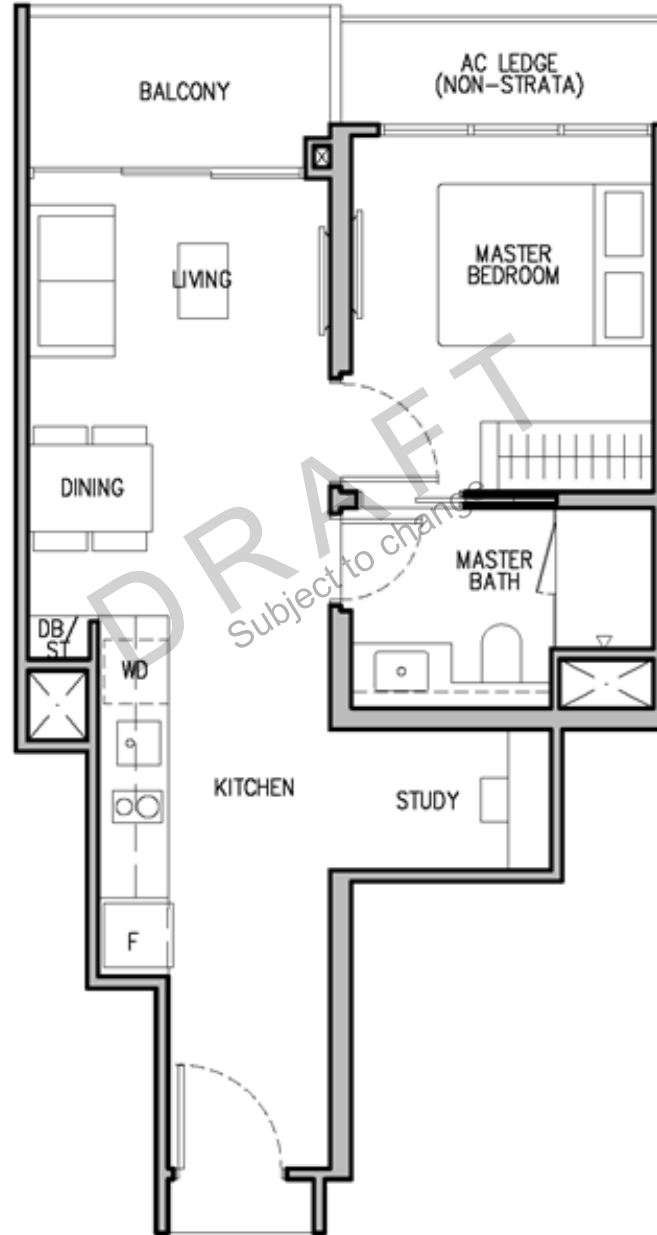 BALCONY
AC LEDGE
(NON-STRATA)
LIVING
MASTER
BEDROOM
DINING
DRAFT
Subject to change
MASTER
BATH
DB/
ST
WD
KITCHEN
STUDY
F